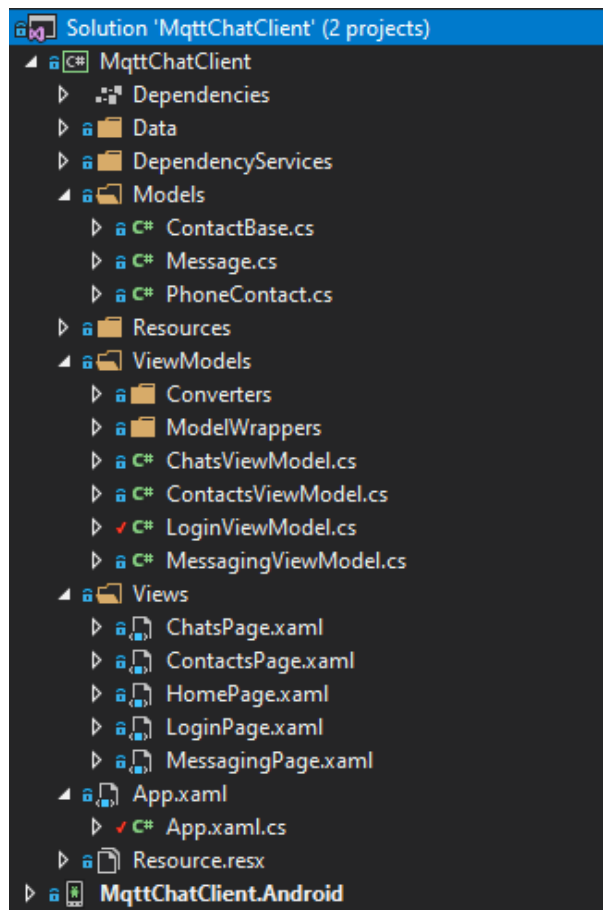 Solution 'MqttChatClient' (2 projects)
C# MqttChatClient
Dependencies
Data
DependencyServices
Models
C# ContactBase.cs
C# Message.cs
C# PhoneContact.cs
Resources
ViewModels
Converters
ModelWrappers
C# ChatsViewModel.cs
C# ContactsViewModel.cs
C# LoginViewModel.cs
C# MessagingViewModel.cs
Views
ChatsPage.xaml
ContactsPage.xaml
HomePage.xaml
LoginPage.xaml
MessagingPage.xaml
App.xaml
C# App.xaml.cs
Resource.resx
MqttChatClient.Android